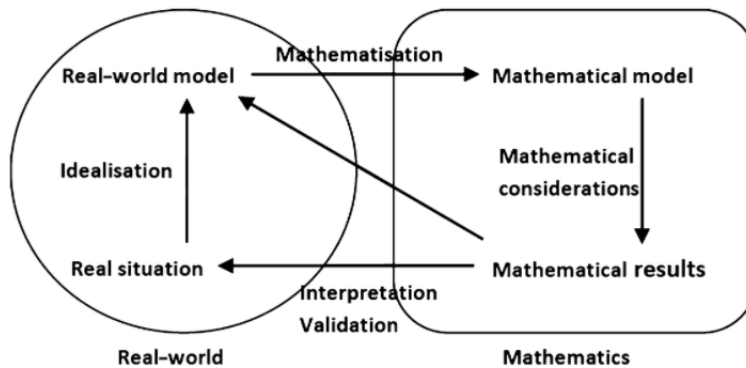 Mathematisation
Real-world model
Mathematical model
Idealisation
Mathematical
considerations
Real situation
Mathematical results
Interpretation
Validation
Real-world
Mathematics